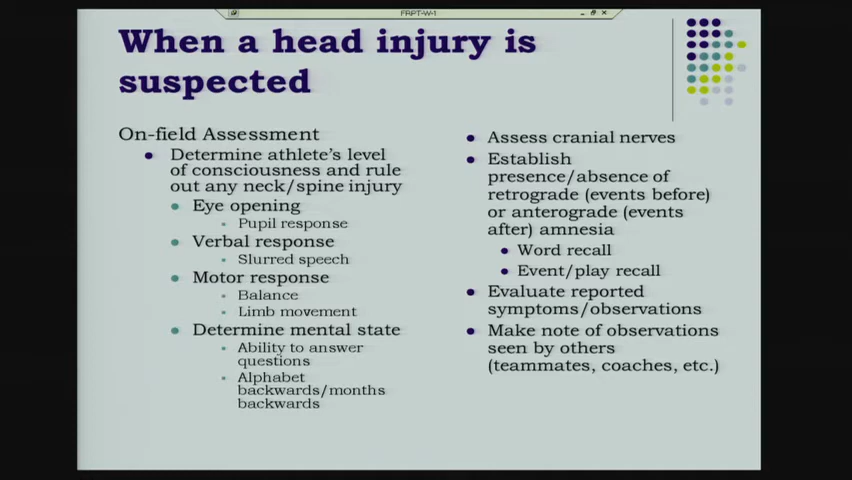 FRPT-W-1
When a head injury is
suspected
On-field Assessment
Determine athlete's level
of consciousness and rule
out any neck/spine injury
Eye opening
Pupil response
Verbal response
Slurred speech
Motor response
Balance
Limb movement
Determine mental state
Ability to answer
questions
Alphabet
backwards/months
backwards
Assess cranial nerves
Establish
presence/absence of
retrograde (events before)
or anterograde (events
after) amnesia
Word recall
Event/play recall
Evaluate reported
symptoms/observations
Make note of observations
seen by others
(teammates, coaches, etc.)